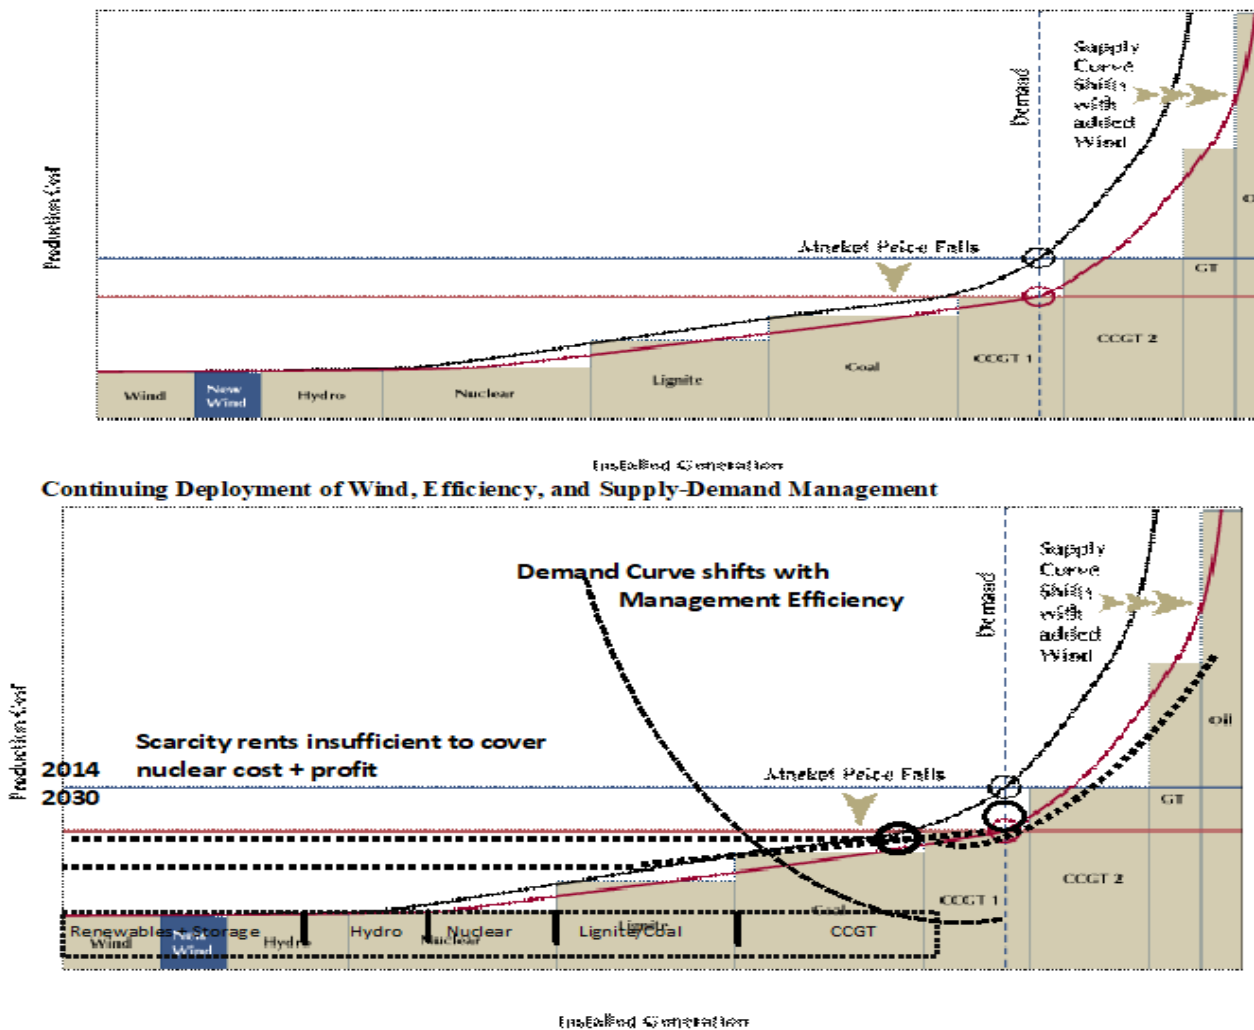 Supply
Curve
Shifts
with
added
Wind
Demand
Production Cost
Market Price Falls
O
GT
CCGT 2
CCGT 1
Coal
Lignite
Nuclear
Hydro
New
Wind
Wind
Installed Generation
Continuing Deployment of Wind, Efficiency, and Supply-Demand Management
Demand Curve shifts with
Management Efficiency
Supply
Curve
Shifts
with
added
Wind
Demand
Production Cost
Scarcity rents insufficient to cover
nuclear cost + profit
2014
2030
Market Price Falls
Oil
GT
CCGT 2
CCGT 1
Coal
Lignite
Renewables + Storage
Hydro
Nuclear
Lignite/Coal
CCGT
Wind
New
Wind
Hydro
Nuclear
Installed Generation